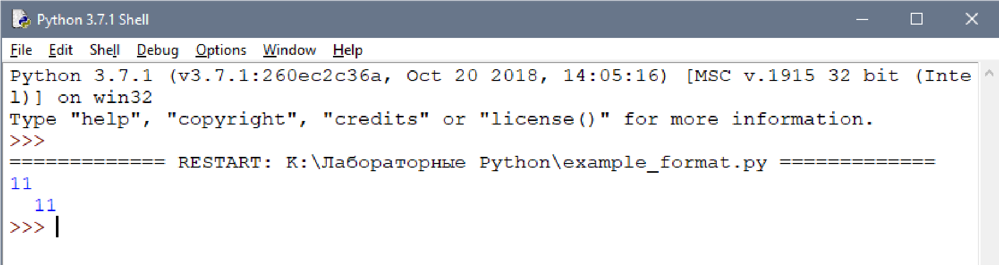 Python 3.7.1 Shell
File Edit Shell Debug Options Window Help
Python 3.7.1 (v3.7.1:260ec2c36a, Oct 20 2018, 14:05:16) [MSC v.1915 32 bit (Inte
l)] on win32
Type "help", "copyright", "credits" or "license()" for more information.
>>>
============= RESTART: K:\Лабораторные Python\example_format.py =============
11
  11
>>>